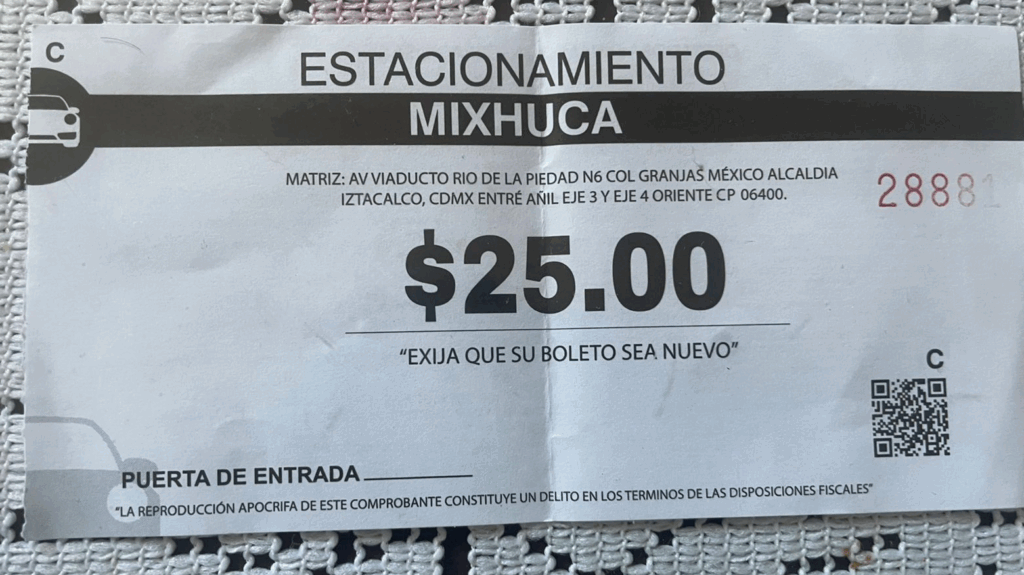 C
ESTACIONAMIENTO
MIXHUCA
MATRIZ: AV VIADUCTO RIO DE LA PIEDAD N6 COL GRANJAS MÉXICO ALCALDIA
IZTACALCO, CDMX ENTRÉ AÑIL EJE 3 Y EJE 4 ORIENTE CP 06400.
28881
$25.00
“EXIJA QUE SU BOLETO SEA NUEVO”
C
PUERTA DE ENTRADA
“LA REPRODUCCIÓN APOCRIFA DE ESTE COMPROBANTE CONSTITUYE UN DELITO EN LOS TERMINOS DE LAS DISPOSICIONES FISCALES”